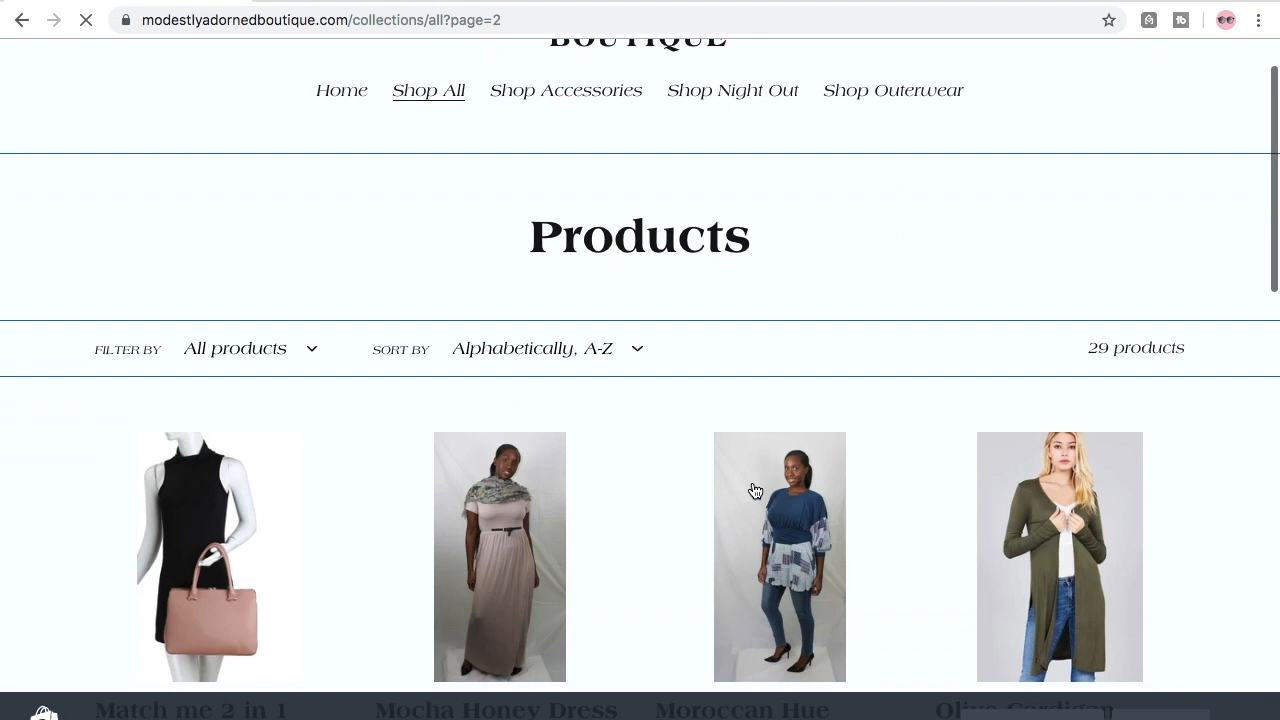 modestlyadornedboutique.com/collections/all?page=2
BOUTIQUE
Home Shop All Shop Accessories Shop Night Out Shop Outerwear
Products
FILTER BY All products SORT BY Alphabetically, A-Z 29 products
Match me 2 in 1 Mocha Honey Dress Moroccan Hue Olive Cardigan